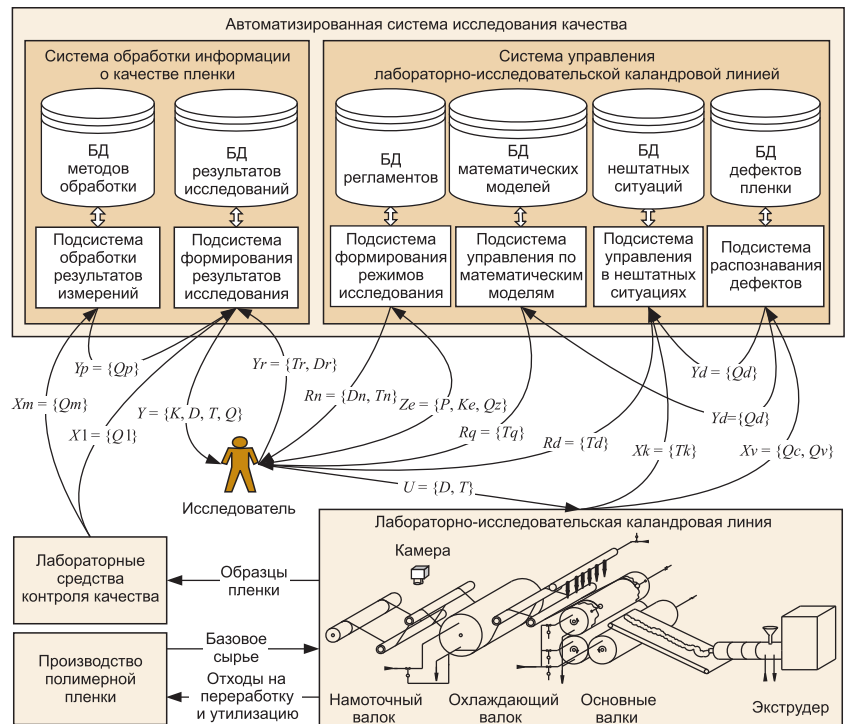 Автоматизированная система исследования качества
Система обработки информации
о качестве пленки
Система управления
лабораторно-исследовательской каландровой линией
БД
методов
обработки
БД
результатов
исследований
БД
регламентов
БД
математических
моделей
БД
нештатных
ситуаций
БД
дефектов
пленки
Подсистема
обработки
результатов
измерений
Подсистема
формирования
результатов
исследования
Подсистема
формирования
режимов
исследования
Подсистема
управления по
математическим
моделям
Подсистема
управления
в нештатных
ситуациях
Подсистема
распознавания
дефектов
Yp = {Qp}
Yr = {Tr, Dr}
Yd = {Qd}
Xm = {Qm}
Y = {K, D, T, Q}
Rn = {Dn, Tn}
Ze = {P, Ke, Qz}
Yd={Qd}
X1 = {Q1}
Rq = {Tq}
Rd = {Td}
Xk = {Tk}
Xv = {Qc, Qv}
U = {D, T}
Исследователь
Лабораторно-исследовательская каландровая линия
Лабораторные
средства
контроля качества
Образцы
пленки
Камера
Производство
полимерной
пленки
Базовое
сырье
Отходы на
переработку
и утилизацию
Намоточный
валок
Охлаждающий
валок
Основные
валки
Экструдер